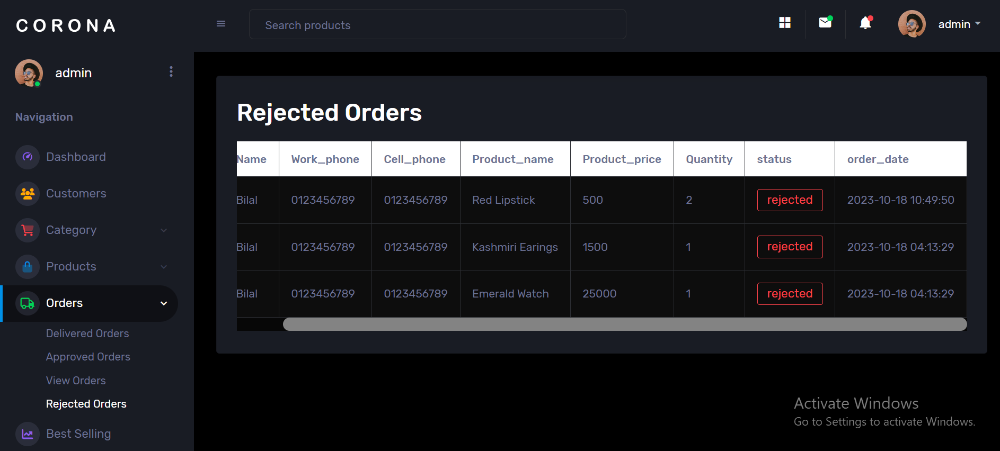 CORONA
Search products
admin
admin
Navigation
Dashboard
Customers
Category
Products
Orders
Delivered Orders
Approved Orders
View Orders
Rejected Orders
Best Selling
Rejected Orders
Name Work_phone Cell_phone Product_name Product_price Quantity status order_date
Bilal 0123456789 0123456789 Red Lipstick 500 2 rejected 2023-10-18 10:49:50
Bilal 0123456789 0123456789 Kashmiri Earings 1500 1 rejected 2023-10-18 04:13:29
Bilal 0123456789 0123456789 Emerald Watch 25000 1 rejected 2023-10-18 04:13:29
Activate Windows
Go to Settings to activate Windows.